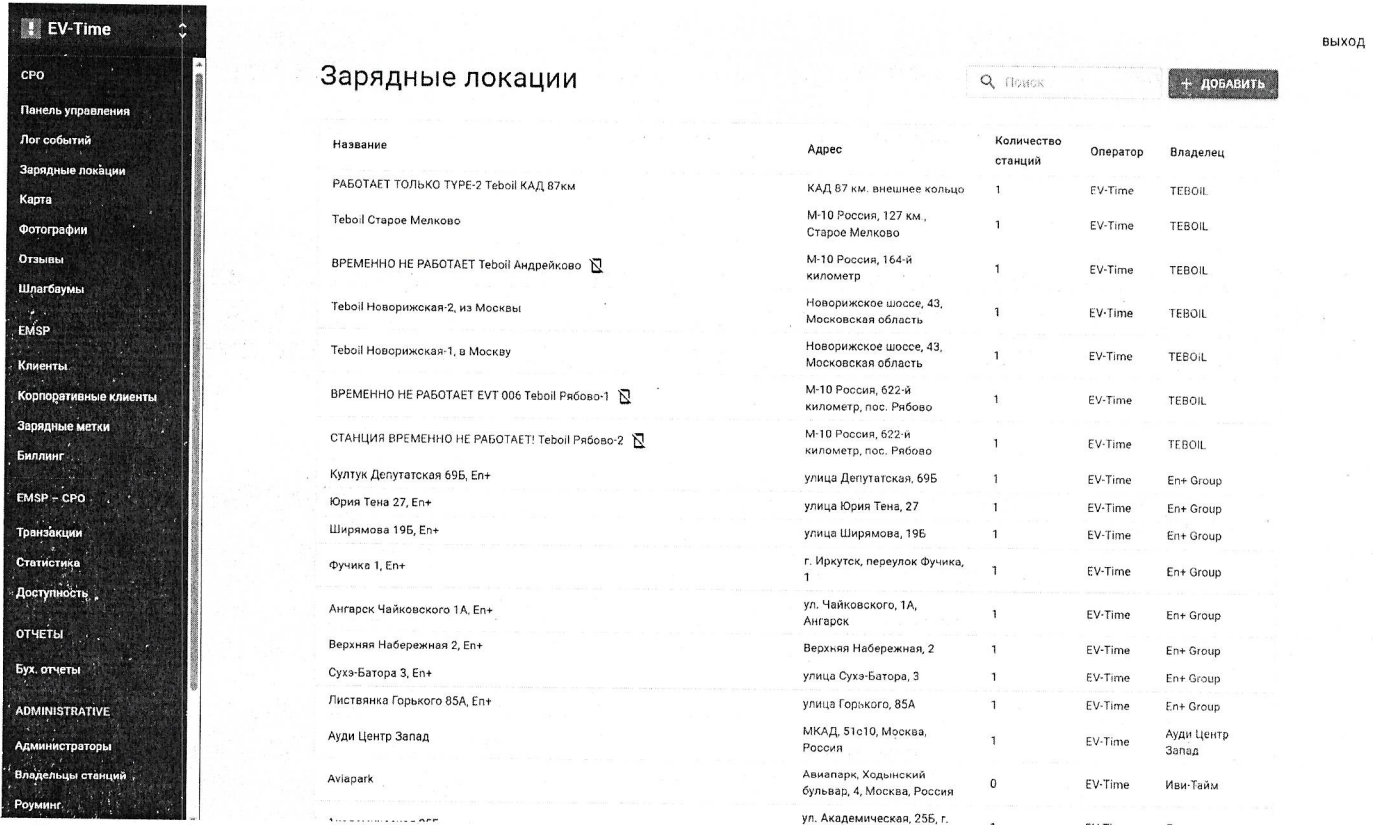 EV-Time
ВЫХОД
CPO
Панель управления
Лог событий
Зарядные локации
Карта
Фотографии
Отзывы
Шлагбаумы
EMSP
Клиенты
Корпоративные клиенты
Зарядные метки
Биллинг
EMSP – CPO
Транзакции
Статистика
Доступность
ОТЧЕТЫ
Бух. отчеты
ADMINISTRATIVE
Администраторы
Владельцы станций
Роуминг
Зарядные локации
Поиск
+ ДОБАВИТЬ
Название Адрес Количество станций Оператор Владелец
РАБОТАЕТ ТОЛЬКО TYPE-2 Teboil КАД 87км КАД 87 км. внешнее кольцо 1 EV-Time TEBOIL
Teboil Старое Мелково М-10 Россия, 127 км., 1 EV-Time TEBOIL
Старое Мелково
ВРЕМЕННО НЕ РАБОТАЕТ Teboil Андрейково М-10 Россия, 164-й 1 EV-Time TEBOIL
километр
Teboil Новорижская-2, из Москвы Новорижское шоссе, 43, 1 EV-Time TEBOIL
Московская область
Teboil Новорижская-1, в Москву Новорижское шоссе, 43, 1 EV-Time TEBOIL
Московская область
ВРЕМЕННО НЕ РАБОТАЕТ EVT 006 Teboil Рябово-1 М-10 Россия, 622-й 1 EV-Time TEBOIL
километр, пос. Рябово
СТАНЦИЯ ВРЕМЕННО НЕ РАБОТАЕТ! Teboil Рябово-2 М-10 Россия, 622-й 1 EV-Time TEBOIL
километр, пос. Рябово
Култук Депутатская 69Б, En+ улица Депутатская, 69Б 1 EV-Time En+ Group
Юрия Тена 27, En+ улица Юрия Тена, 27 1 EV-Time En+ Group
Ширямова 19Б, En+ улица Ширямова, 19Б 1 EV-Time En+ Group
Фучика 1, En+ г. Иркутск, переулок Фучика, 1 EV-Time En+ Group
1
Ангарск Чайковского 1А, En+ ул. Чайковского, 1А, 1 EV-Time En+ Group
Ангарск
Верхняя Набережная 2, En+ Верхняя Набережная, 2 1 EV-Time En+ Group
Сухэ-Батора 3, En+ улица Сухэ-Батора, 3 1 EV-Time En+ Group
Листвянка Горького 85А, En+ улица Горького, 85А 1 EV-Time En+ Group
Ауди Центр Запад МКАД, 51с10, Москва, 1 EV-Time Ауди Центр
Россия Запад
Aviapark Авиапарк, Ходынский 0 EV-Time Иви-Тайм
бульвар, 4, Москва, Россия
ул. Академическая, 25Б, г.